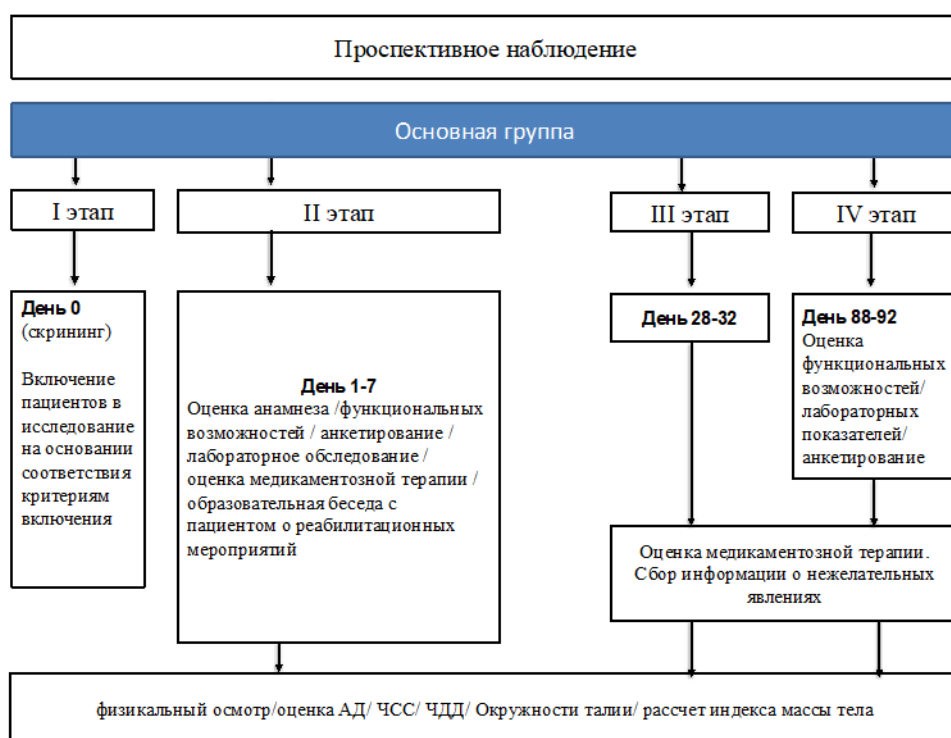 Проспективное наблюдение
Основная группа
I этап
II этап
III этап
IV этап
День 0
(скрининг)
Включение
пациентов в
исследование
на основании
соответствия
критериям
включения
День 1-7
Оценка анамнеза /функциональных
возможностей / анкетирование /
лабораторное обследование /
оценка медикаментозной терапии /
образовательная беседа с
пациентом о реабилитационных
мероприятий
День 28-32
День 88-92
Оценка
функциональных
возможностей/
лабораторных
показателей/
анкетирование
Оценка медикаментозной терапии.
Сбор информации о нежелательных
явлениях
физикальный осмотр/оценка АД/ ЧСС/ ЧДД/ Окружности талии/ рассчет индекса массы тела